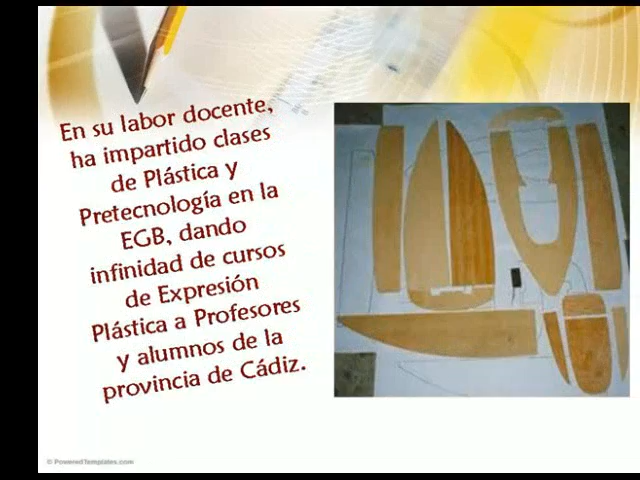 En su labor docente,
ha impartido clases
de Plástica y
Pretecnología en la
EGB, dando
infinidad de cursos
de Expresión
Plástica a Profesores
y alumnos de la
provincia de Cádiz.
© PoweredTemplates.com